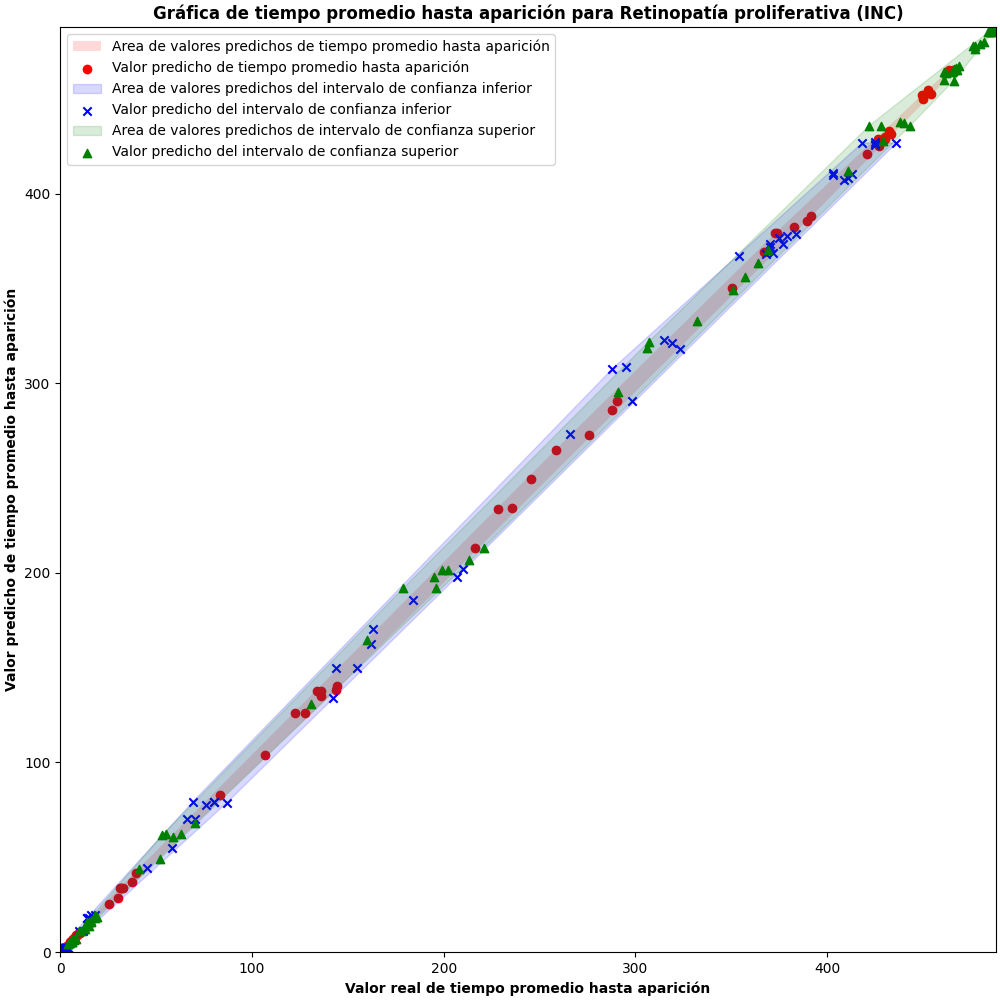 Gráfica de tiempo promedio hasta aparición para Retinopatía proliferativa (INC)
Area de valores predichos de tiempo promedio hasta aparición
Valor predicho de tiempo promedio hasta aparición
Area de valores predichos del intervalo de confianza inferior
Valor predicho del intervalo de confianza inferior
Area de valores predichos de intervalo de confianza superior
Valor predicho del intervalo de confianza superior
Valor predicho de tiempo promedio hasta aparición
400
300
200
100
0
0 100 200 300 400
Valor real de tiempo promedio hasta aparición